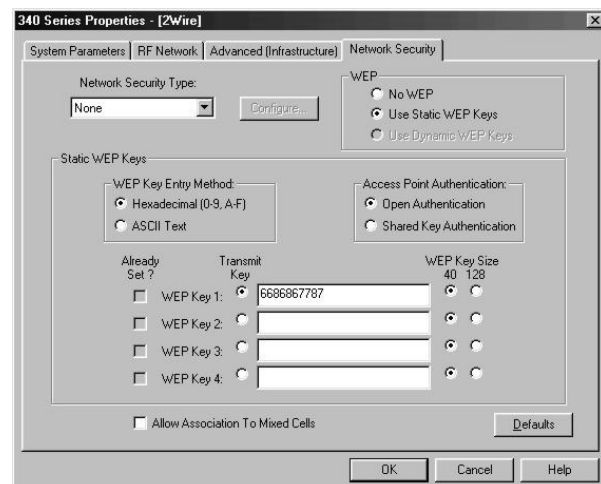 340 Series Properties - [2Wire]
System Parameters RF Network Advanced (Infrastructure) Network Security
Network Security Type:
None
Configure...
WEP
No WEP
Use Static WEP Keys
Use Dynamic WEP Keys
Static WEP Keys
WEP Key Entry Method:
Hexadecimal (0-9, A-F)
ASCII Text
Access Point Authentication:
Open Authentication
Shared Key Authentication
Already Transmit WEP Key Size
Set ? Key 40 128
WEP Key 1: 6686867787
WEP Key 2:
WEP Key 3:
WEP Key 4:
Allow Association To Mixed Cells
Defaults
OK Cancel Help